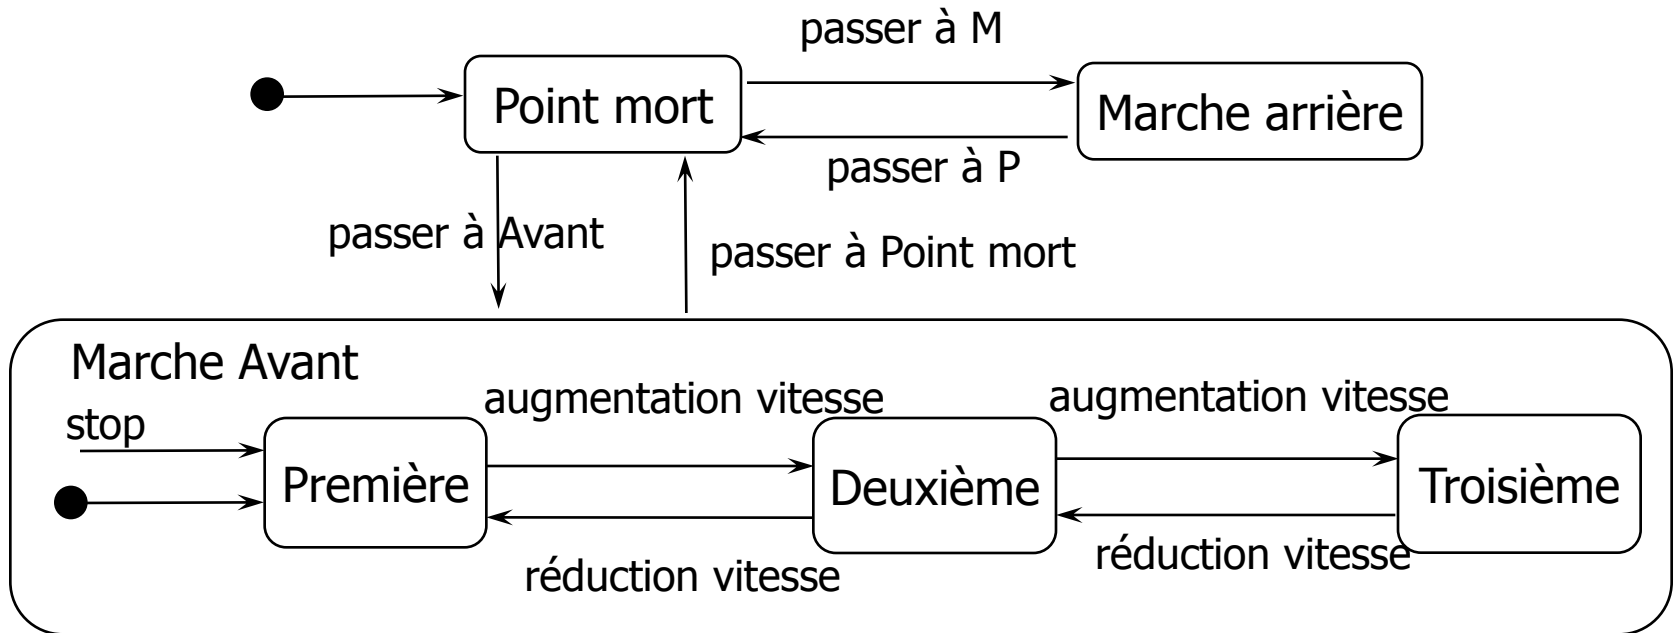 passer à M
Point mort
Marche arrière
passer à P
passer à Avant
passer à Point mort
Marche Avant
augmentation vitesse
augmentation vitesse
stop
Première
Deuxième
Troisième
réduction vitesse
réduction vitesse